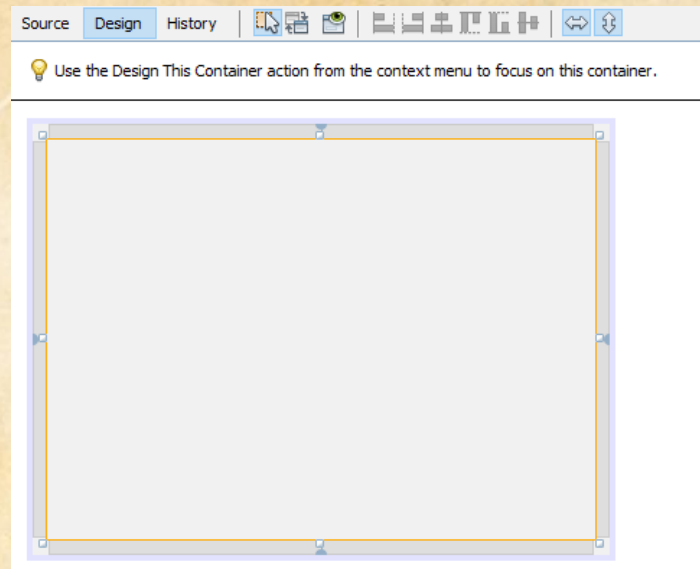 Source Design History
Use the Design This Container action from the context menu to focus on this container.